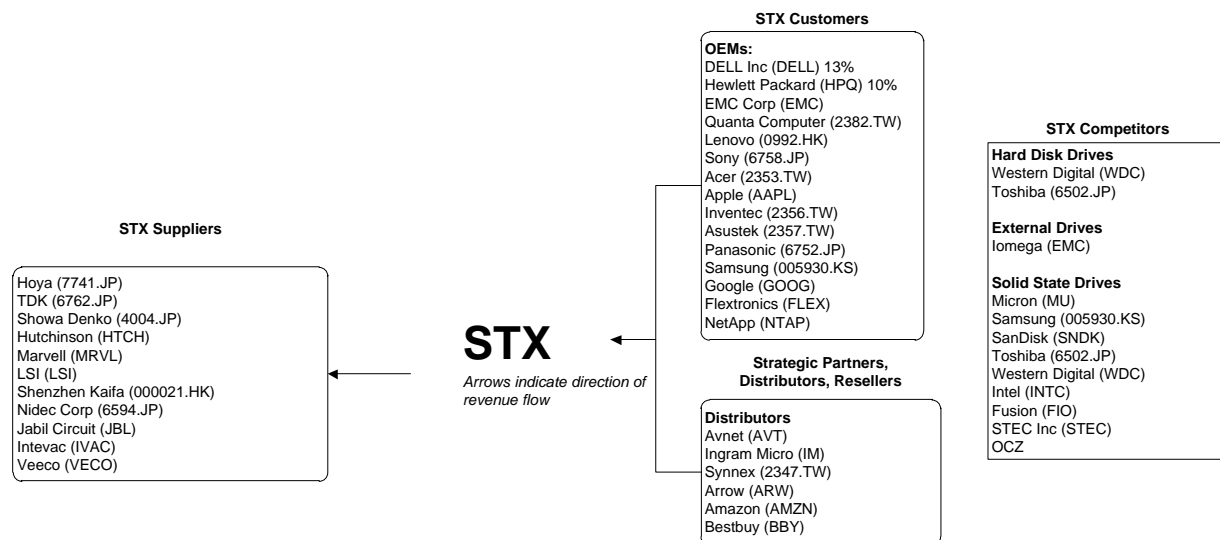 STX Suppliers
Hoya (7741.JP)
TDK (6762.JP)
Showa Denko (4004.JP)
Hutchinson (HTCH)
Marvell (MRVL)
LSI (LSI)
Shenzhen Kaifa (000021.HK)
Nidec Corp (6594.JP)
Jabil Circuit (JBL)
Intevac (IVAC)
Veeco (VECO)
STX
Arrows indicate direction of
revenue flow
STX Customers
OEMs:
DELL Inc (DELL) 13%
Hewlett Packard (HPQ) 10%
EMC Corp (EMC)
Quanta Computer (2382.TW)
Lenovo (0992.HK)
Sony (6758.JP)
Acer (2353.TW)
Apple (AAPL)
Inventec (2356.TW)
Asustek (2357.TW)
Panasonic (6752.JP)
Samsung (005930.KS)
Google (GOOG)
Flextronics (FLEX)
NetApp (NTAP)
Strategic Partners,
Distributors, Resellers
Distributors
Avnet (AVT)
Ingram Micro (IM)
Synnex (2347.TW)
Arrow (ARW)
Amazon (AMZN)
Bestbuy (BBY)
STX Competitors
Hard Disk Drives
Western Digital (WDC)
Toshiba (6502.JP)
External Drives
Iomega (EMC)
Solid State Drives
Micron (MU)
Samsung (005930.KS)
SanDisk (SNDK)
Toshiba (6502.JP)
Western Digital (WDC)
Intel (INTC)
Fusion (FIO)
STEC Inc (STEC)
OCZ